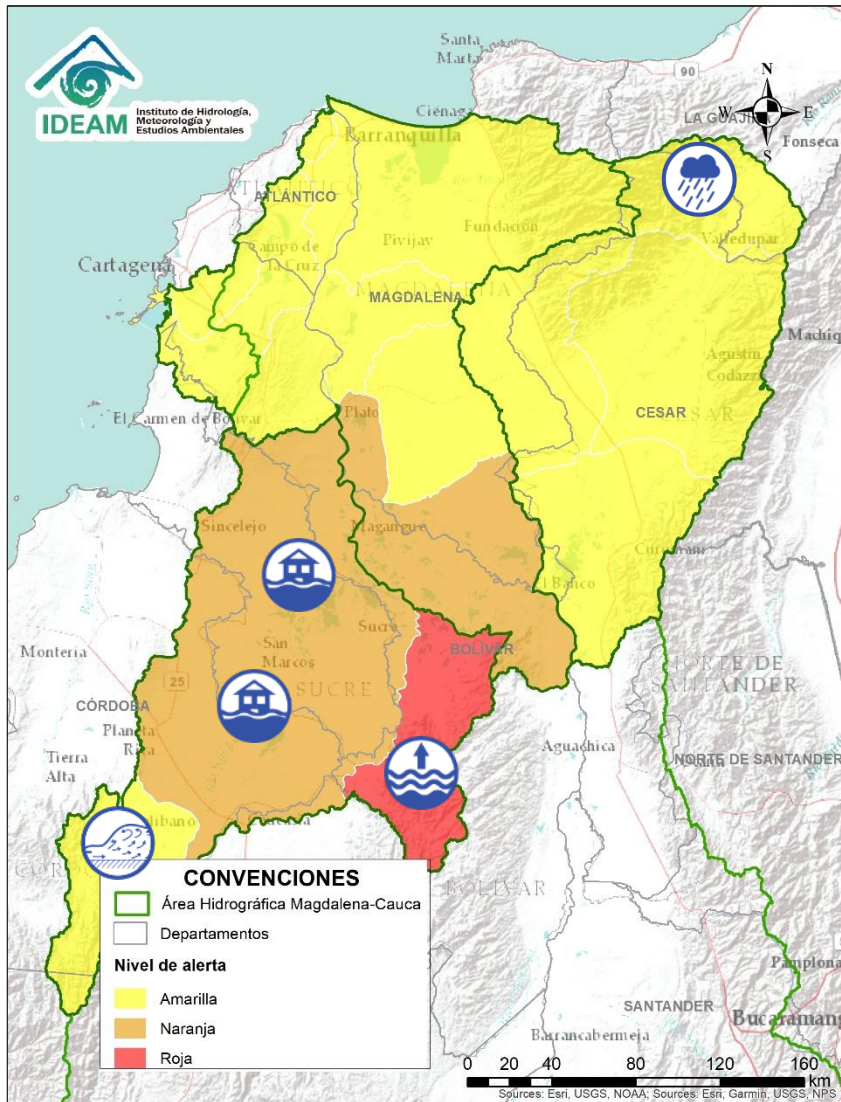 IDEAM
Instituto de Hidrología,
Meteorología y
Estudios Ambientales
Santa
Marta
90
N
W
E
S
LA GUAJIRA
Fonseca
Ciénaga
Barranquilla
ATLÁNTICO
Valledupar
Fundación
Pivijay
Campo de
la Cruz
Cartagena
MAGDALENA
MAGDALENA
Agustín
Codazzi
CESAR
CESAR
Plato
El Carmen de Bolívar
Sincelejo
Magangue
El Banco
Sucre
BOLÍVAR
San
Marcos
Montería
NORTE DE
SANTANDER
25
SUCRE
CÓRDOBA
Planeta
Rica
Aguachica
NORTE DE SANTANDER
Tierra
Alta
CONVENCIONES
Área Hidrográfica Magdalena-Cauca
Departamentos
Nivel de alerta
Amarilla
Naranja
Roja
BOLÍVAR
Pamplona
SANTANDER
Barrancabermeja
0 20 40 80 120 160
km
Sources: Esri, USGS, NOAA; Sources: Esri, Garmin, USGS, NPS